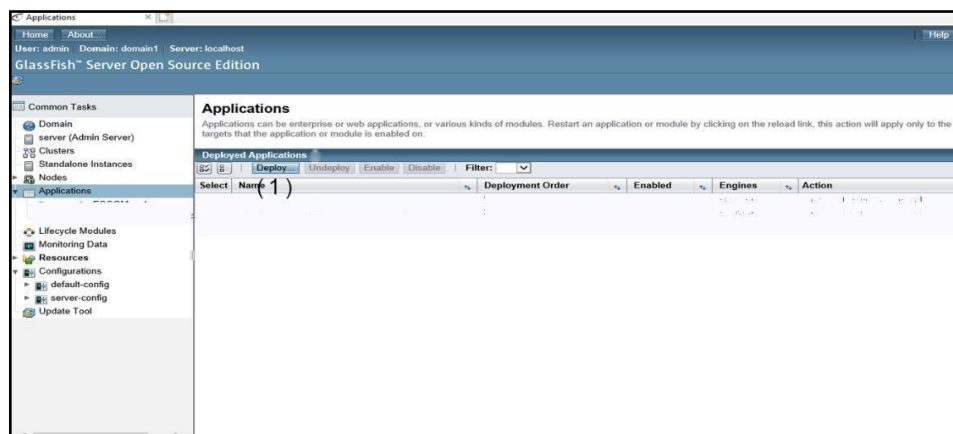 Applications
Home About...
Help
User: admin Domain: domain1 Server: localhost
GlassFish™ Server Open Source Edition
Common Tasks
Domain
server (Admin Server)
Clusters
Standalone Instances
Nodes
Applications
Lifecycle Modules
Monitoring Data
Resources
Configurations
default-config
server-config
Update Tool
Applications
Applications can be enterprise or web applications, or various kinds of modules. Restart an application or module by clicking on the reload link, this action will apply only to the
targets that the application or module is enabled on.
Deployed Applications
Deploy... Undeploy Enable Disable Filter:
Select Name Deployment Order Enabled Engines Action
(1)